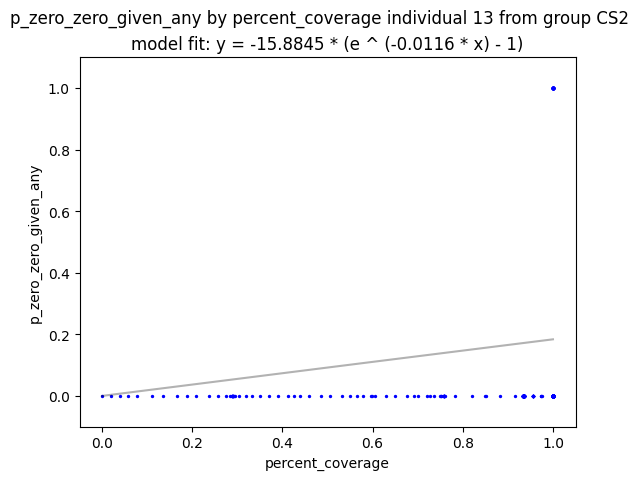 p_zero_zero_given_any by percent_coverage individual 13 from group CS2
model fit: y = -15.8845 * (e ^ (-0.0116 * x) - 1)
1.0
0.8
0.6
0.4
0.2
0.0
p_zero_zero_given_any
0.0 0.2 0.4 0.6 0.8 1.0
percent_coverage